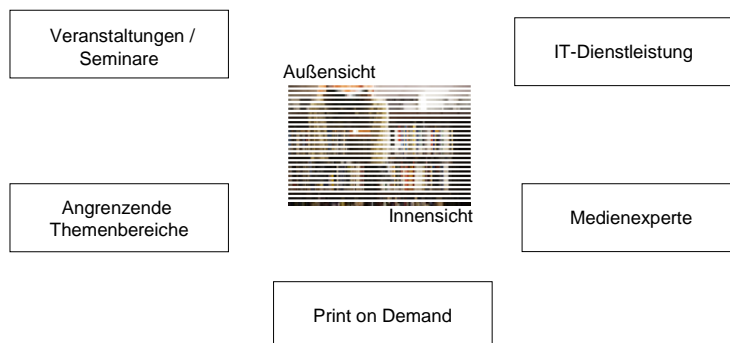 Veranstaltungen /
Seminare
IT-Dienstleistung
Außensicht
Innensicht
Angrenzende
Themenbereiche
Medienexperte
Print on Demand